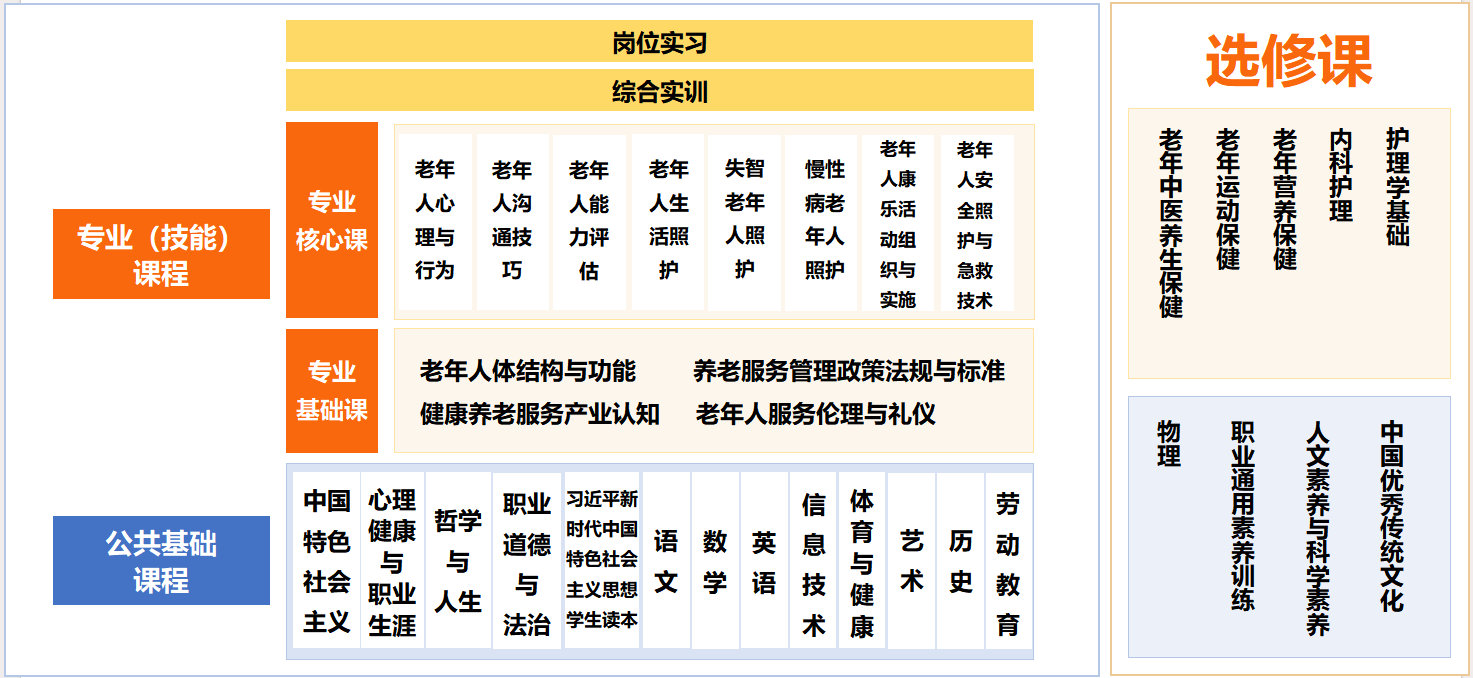 岗位实习
综合实训
专业（技能）
课程
专业
核心课
老年
人心
理与
行为
老年
人沟
通技
巧
老年
人能
力评
估
老年
人生
活照
护
失智
老年
人照
护
慢性
病老
年人
照护
老年
人康
乐活
动组
织与
实施
老年
人安
全照
护与
急救
技术
专业
基础课
老年人体结构与功能
养老服务管理政策法规与标准
健康养老服务产业认知
老年人服务伦理与礼仪
公共基础
课程
中国
特色
社会
主义
心理
健康
与
职业
生涯
哲学
与
人生
职业
道德
与
法治
习近平新
时代中国
特色社会
主义思想
学生读本
语文
数学
英语
信息技术
体育与健康
艺术
历史
劳动教育
选修课
老年中医养生保健
老年运动保健
老年营养保健
内科护理
护理学基础
物理
职业通用素养训练
人文素养与科学素养
中国优秀传统文化